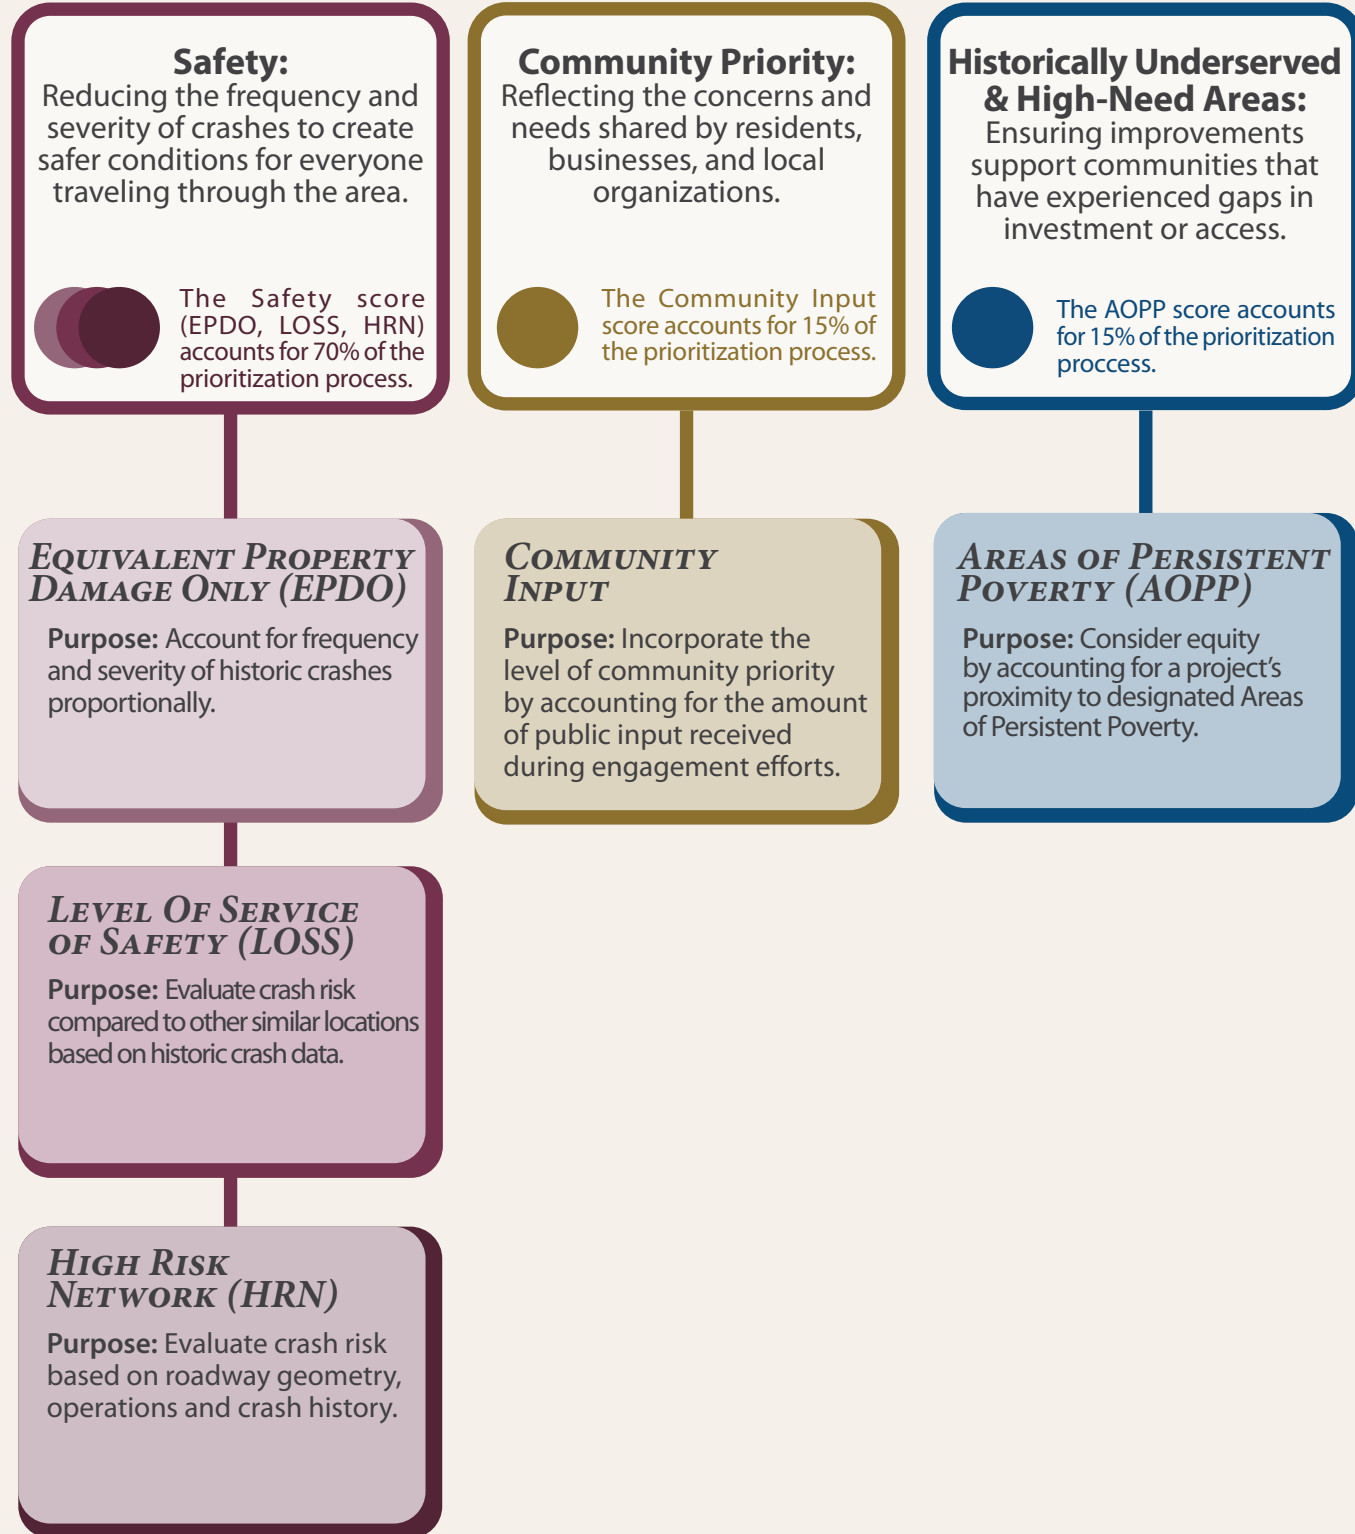 Safety:
Reducing the frequency and
severity of crashes to create
safer conditions for everyone
traveling through the area.
The Safety score
(EPDO, LOSS, HRN)
accounts for 70% of the
prioritization process.
Community Priority:
Reflecting the concerns and
needs shared by residents,
businesses, and local
organizations.
The Community Input
score accounts for 15% of
the prioritization process.
Historically Underserved
& High-Need Areas:
Ensuring improvements
support communities that
have experienced gaps in
investment or access.
The AOPP score accounts
for 15% of the prioritization
proccess.
Equivalent Property
Damage Only (EPDO)
Purpose: Account for frequency
and severity of historic crashes
proportionally.
Level Of Service
of Safety (LOSS)
Purpose: Evaluate crash risk
compared to other similar locations
based on historic crash data.
High Risk
Network (HRN)
Purpose: Evaluate crash risk
based on roadway geometry,
operations and crash history.
Community
Input
Purpose: Incorporate the
level of community priority
by accounting for the amount
of public input received
during engagement efforts.
Areas of Persistent
Poverty (AOPP)
Purpose: Consider equity
by accounting for a project's
proximity to designated Areas
of Persistent Poverty.